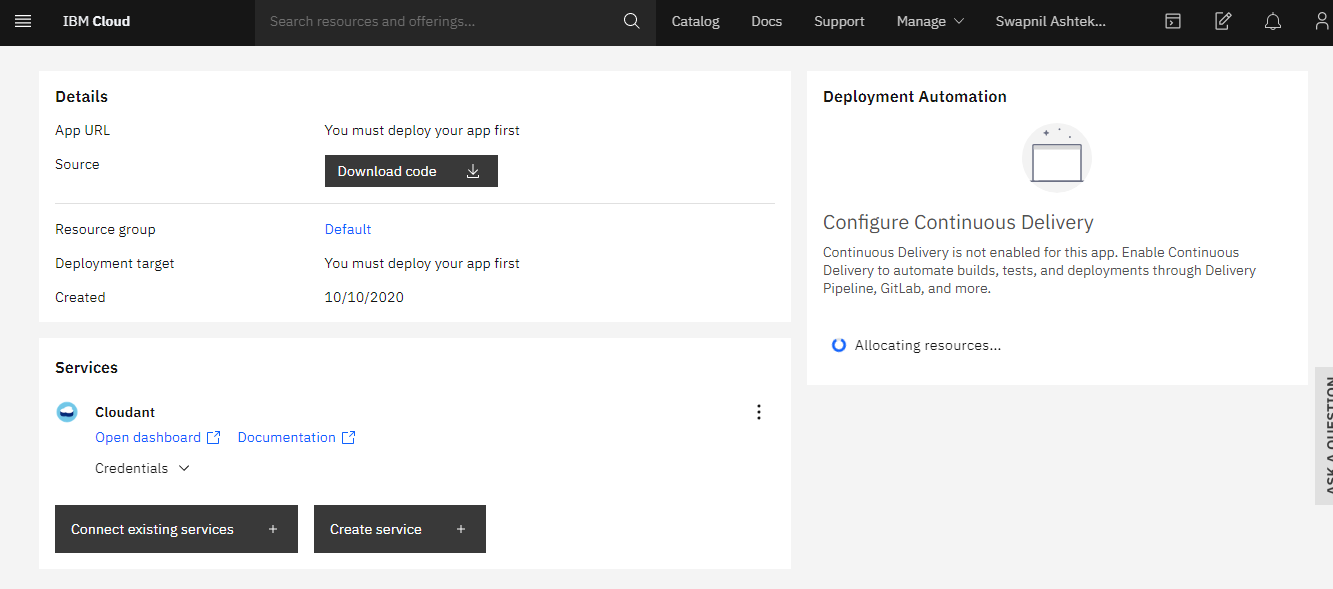 IBM Cloud
Search resources and offerings...
Catalog
Docs
Support
Manage
Swapnil Ashtek...
Details
App URL
You must deploy your app first
Source
Download code
Resource group
Default
Deployment target
You must deploy your app first
Created
10/10/2020
Services
Cloudant
Open dashboard
Documentation
Credentials
Connect existing services +
Create service +
Deployment Automation
Configure Continuous Delivery
Continuous Delivery is not enabled for this app. Enable Continuous
Delivery to automate builds, tests, and deployments through Delivery
Pipeline, GitLab, and more.
Allocating resources...
ASK A QUESTION